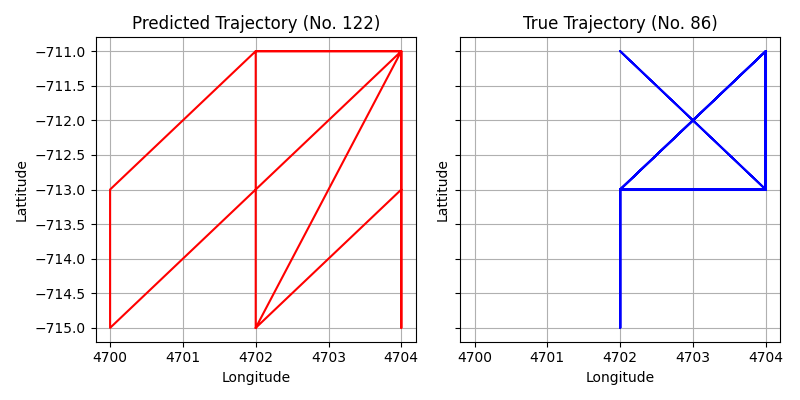 Predicted Trajectory (No. 122)
True Trajectory (No. 86)
−711.0
−711.5
−712.0
−712.5
−713.0
−713.5
−714.0
−714.5
−715.0
Lattitude
Lattitude
4700 4701 4702 4703 4704
4700 4701 4702 4703 4704
Longitude
Longitude